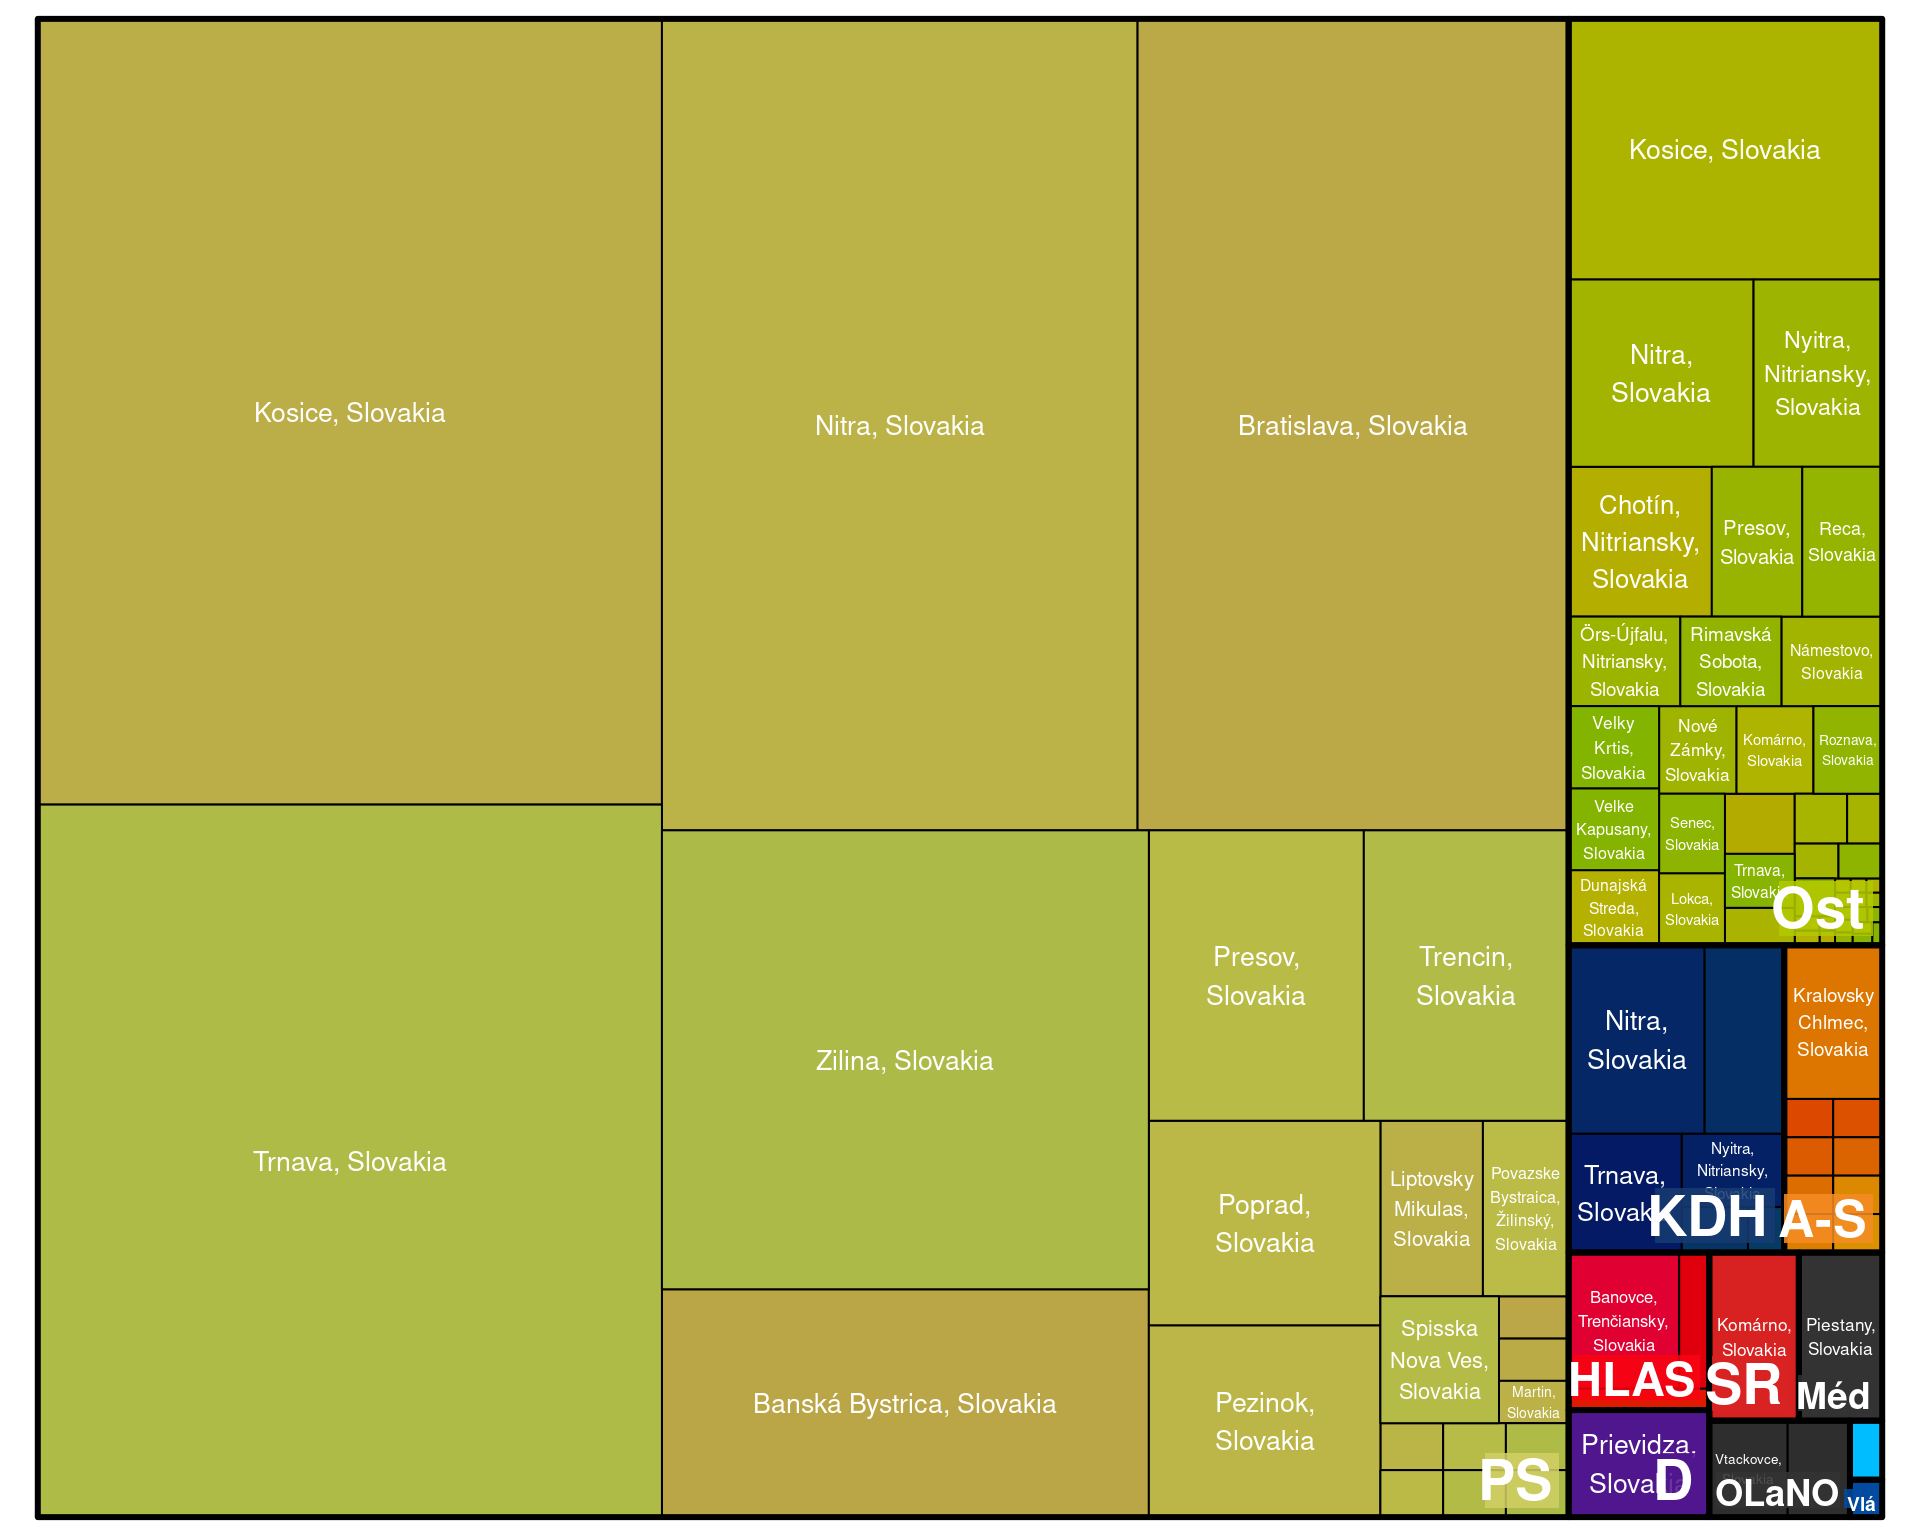 Kosice, Slovakia
Nitra, Slovakia
Bratislava, Slovakia
Trnava, Slovakia
Zilina, Slovakia
Banská Bystrica, Slovakia
Presov,
Slovakia
Trencin,
Slovakia
Poprad,
Slovakia
Liptovsky
Mikulas,
Slovakia
Povazske
Bystraica,
Žilinský,
Slovakia
Pezinok,
Slovakia
Spisska
Nova Ves,
Slovakia
Martin,
Slovakia
PS
Kosice, Slovakia
Nitra,
Slovakia
Nyitra,
Nitriansky,
Slovakia
Chotín,
Nitriansky,
Slovakia
Presov,
Slovakia
Reca,
Slovakia
Örs-Újfalu,
Nitriansky,
Slovakia
Rimavská
Sobota,
Slovakia
Námestovo,
Slovakia
Velky
Krtis,
Slovakia
Nové
Zámky,
Slovakia
Komárno,
Slovakia
Roznava,
Slovakia
Velke
Kapusany,
Slovakia
Senec,
Slovakia
Trnava,
Slovakia
Dunajská
Streda,
Slovakia
Lokca,
Slovakia
Ost
Nitra,
Slovakia
Trnava,
Slovakia
Nyitra,
Nitriansky,
Slovakia
KDH
Kralovsky
Chlmec,
Slovakia
A-S
Banovce,
Trenčiansky,
Slovakia
HLAS
Komárno,
Slovakia
SR
Piestany,
Slovakia
Méd
Prievidza,
Slovakia
D
Vtackovce,
Slovakia
OLaNO
Vlá